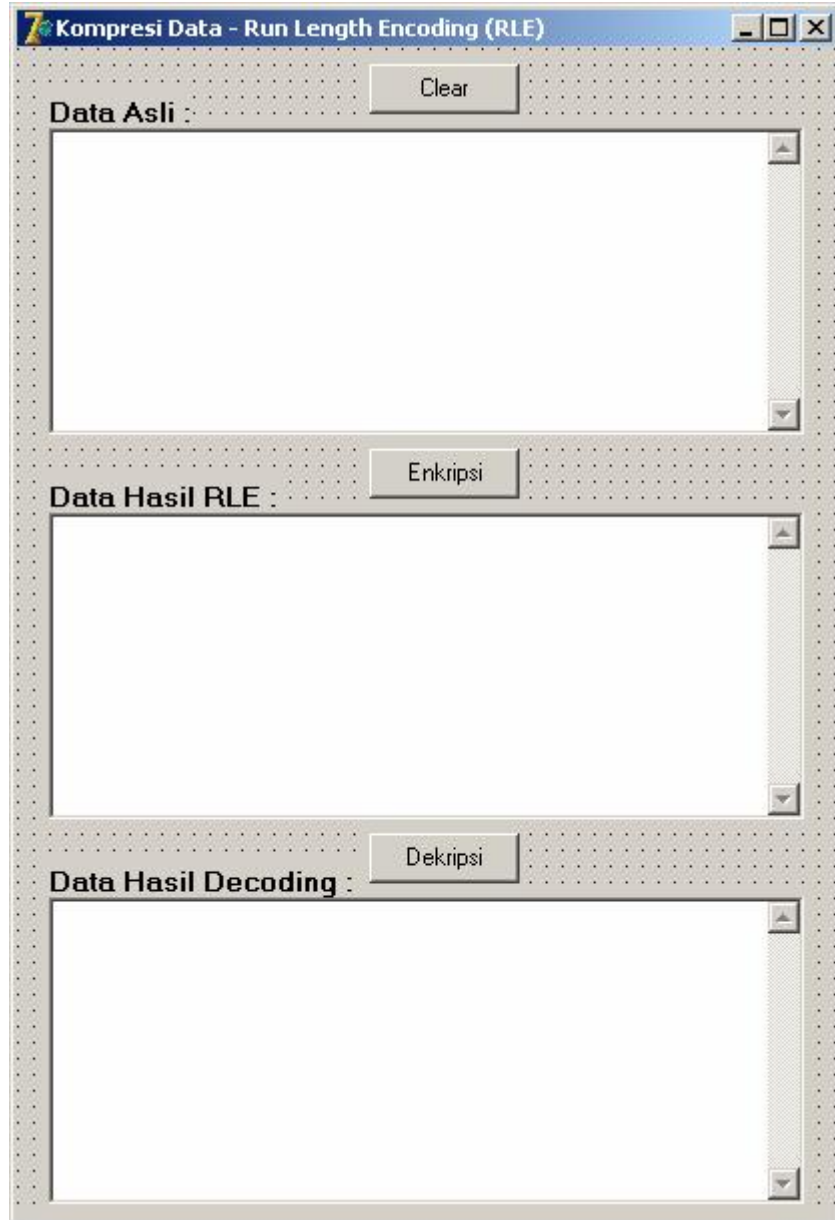 Kompresi Data - Run Length Encoding (RLE)
Clear
Data Asli :
Enkripsi
Data Hasil RLE :
Dekripsi
Data Hasil Decoding :